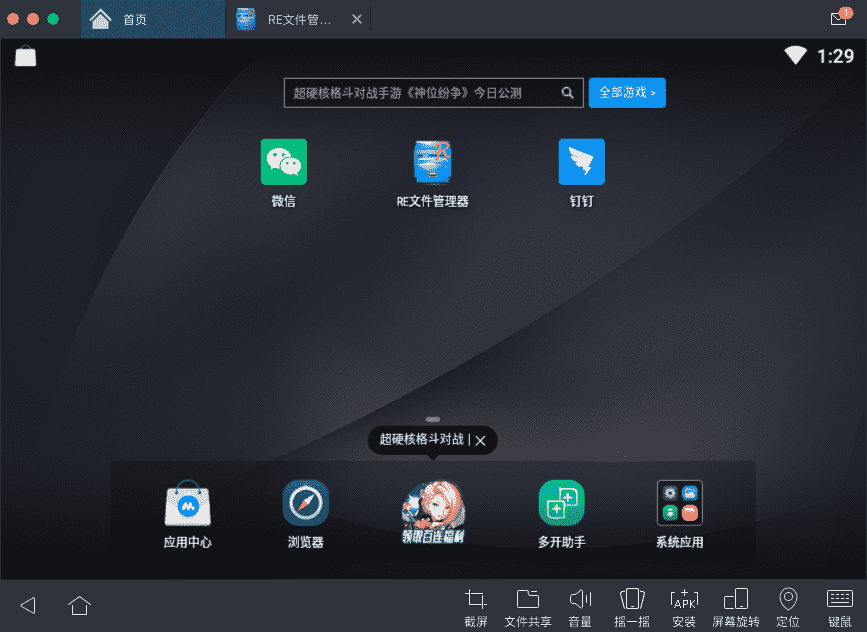 首页
RE文件管...
1
1:29
超硬核格斗对战手游《神位纷争》今日公测
全部游戏 >
微信
RE文件管理器
钉钉
超硬核格斗对战 |
应用中心
浏览器
领取百连福利
多开助手
系统应用
截屏
文件共享
音量
摇一摇
APK
安装
屏幕旋转
定位
键鼠